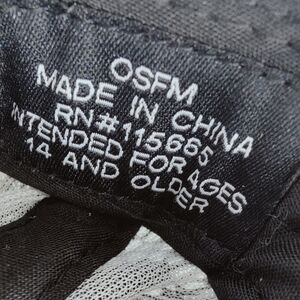 OSFM
MADE IN CHINA
RN#115665
INTENDED FOR AGES
14 AND OLDER